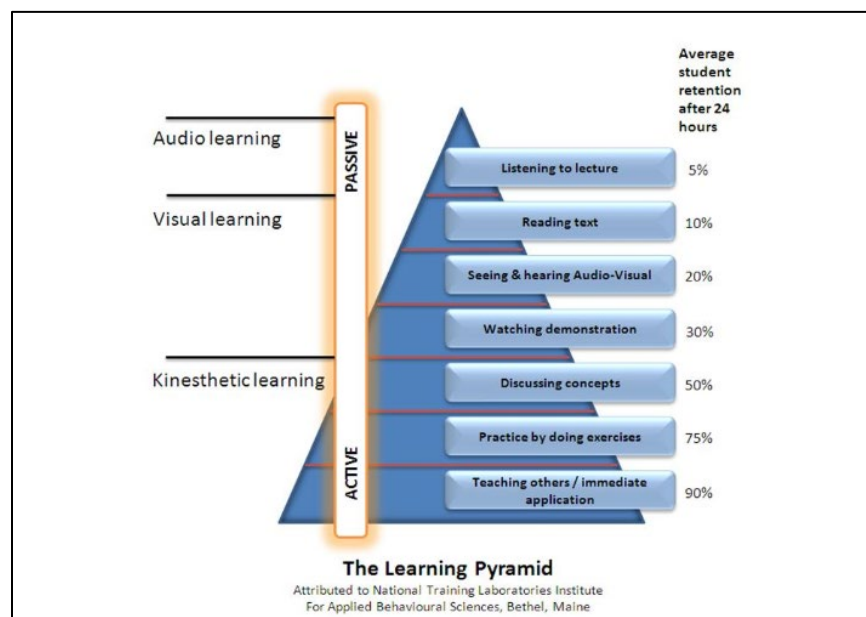 Average
student
retention
after 24
hours
Audio learning
PASSIVE
Listening to lecture 5%
Visual learning
Reading text 10%
Seeing & hearing Audio-Visual 20%
Watching demonstration 30%
Kinesthetic learning
Discussing concepts 50%
Practice by doing exercises 75%
ACTIVE
Teaching others / immediate
application
90%
The Learning Pyramid
Attributed to National Training Laboratories Institute
For Applied Behavioural Sciences, Bethel, Maine